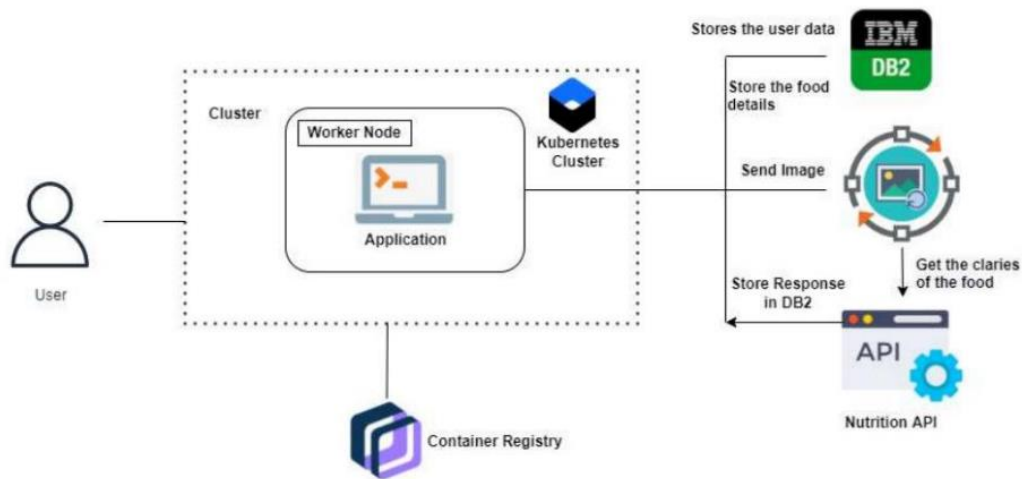 Stores the user data
IBM
DB2
Store the food
details
Cluster
Worker Node
Kubernetes
Cluster
Application
Send Image
User
Get the claries
of the food
Store Response
in DB2
API
Nutrition API
Container Registry